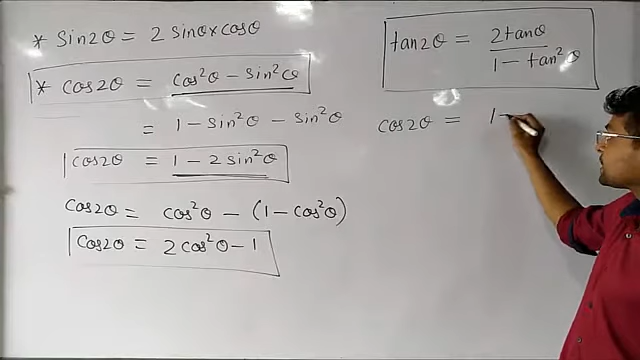 * Sin2θ = 2 sinθ×cosθ
* cos2θ = cos²θ - sin²θ
= 1 - sin²θ - sin²θ
cos2θ = 1 - 2 sin²θ
cos2θ = cos²θ - (1 - cos²θ)
cos2θ = 2cos²θ - 1
tan2θ = 2tanθ / 1 - tan²θ
cos2θ = 1 -